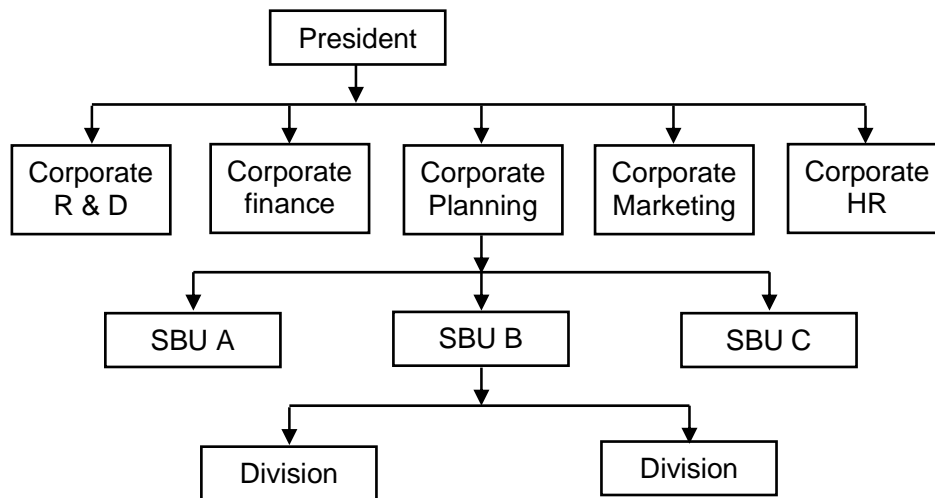 President
Corporate
R & D
Corporate
finance
Corporate
Planning
Corporate
Marketing
Corporate
HR
SBU A
SBU B
SBU C
Division
Division